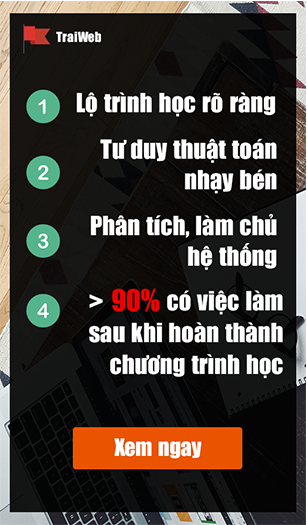 TraiWeb
1 Lộ trình học rõ ràng
2 Tư duy thuật toán
nhạy bén
3 Phân tích, làm chủ
hệ thống
4 > 90% có việc làm
sau khi hoàn thành
chương trình học
Xem ngay